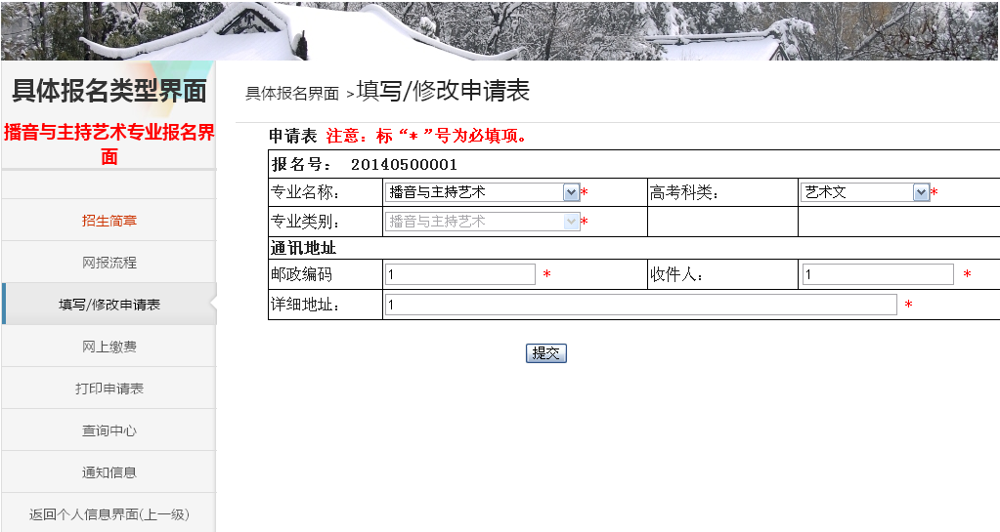 具体报名类型界面
播音与主持艺术专业报名界
面
招生简章
网报流程
填写/修改申请表
网上缴费
打印申请表
查询中心
通知信息
返回个人信息界面(上一级)
具体报名界面 >填写/修改申请表
申请表 注意：标“*”号为必填项。
报名号： 20140500001
专业名称： 播音与主持艺术 * 高考科类： 艺术文 *
专业类别： 播音与主持艺术 *
通讯地址
邮政编码 1 * 收件人： 1 *
详细地址： 1 *
提交